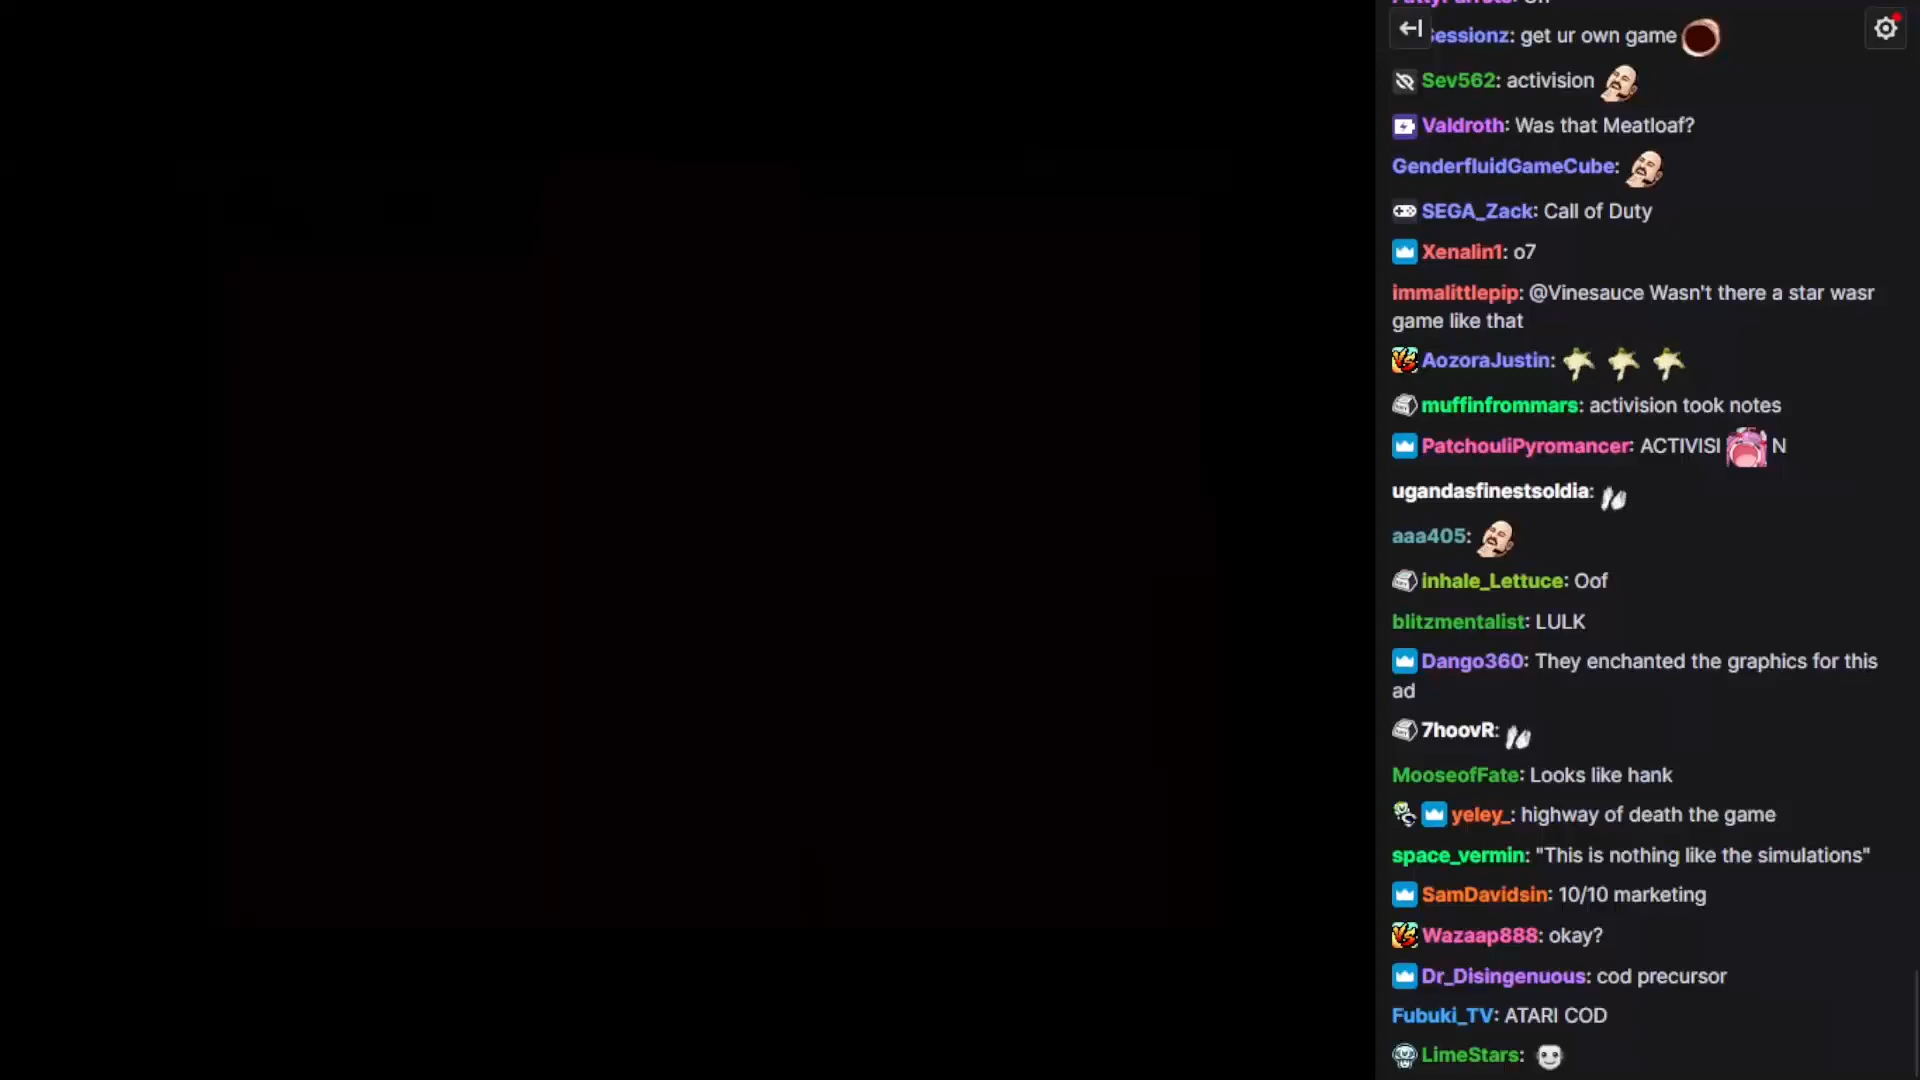 essionz: get ur own game
Sev562: activision
Valdroth: Was that Meatloaf?
GenderfluidGameCube:
SEGA_Zack: Call of Duty
Xenalin1: o7
immalittlepip: @Vinesauce Wasn't there a star wasr
game like that
AozoraJustin:
muffinfrommars: activision took notes
PatchouliPyromancer: ACTIVISI N
ugandasfinestsoldia:
aaa405:
inhale_Lettuce: Oof
blitzmentalist: LULK
Dango360: They enchanted the graphics for this
ad
7hoovR:
MooseofFate: Looks like hank
yeley_: highway of death the game
space_vermin: "This is nothing like the simulations"
SamDavidsin: 10/10 marketing
Wazaap888: okay?
Dr_Disingenuous: cod precursor
Fubuki_TV: ATARI COD
LimeStars: